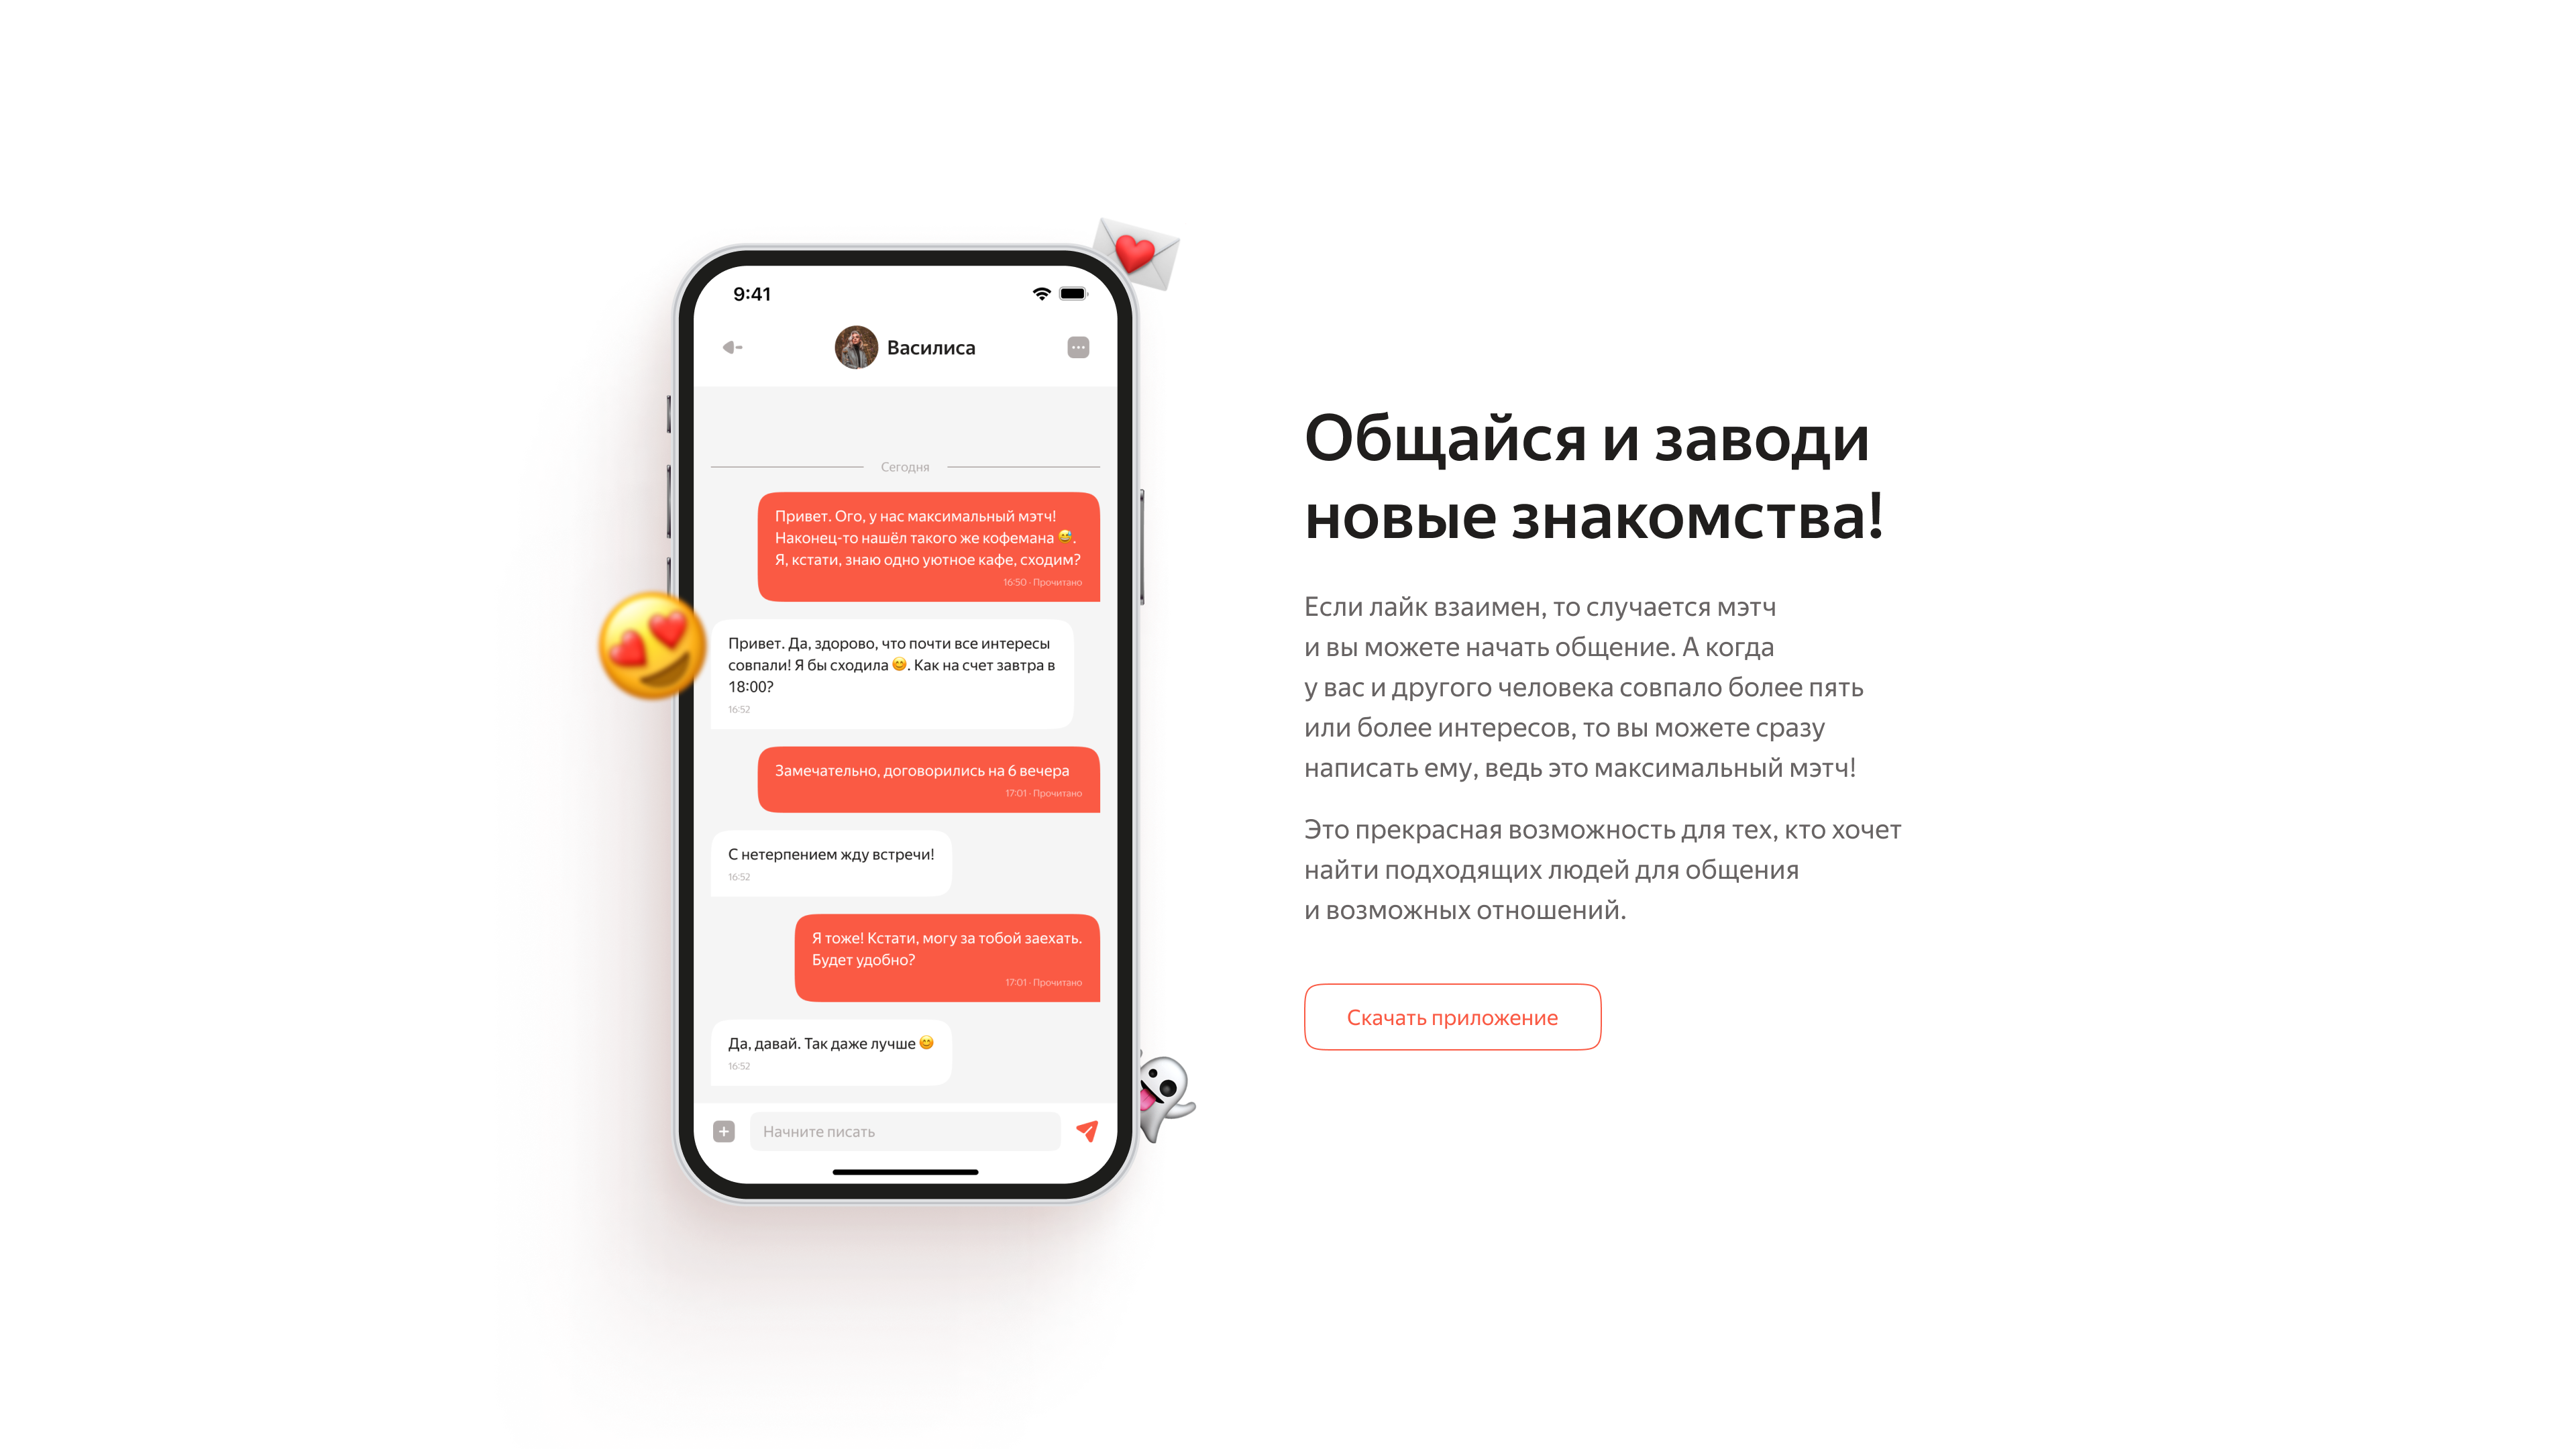 9:41
Василиса
Сегодня
Привет. Ого, у нас максимальный мэтч!
Наконец-то нашёл такого же кофемана 😅.
Я, кстати, знаю одно уютное кафе, сходим?
16:50 · Прочитано
Привет. Да, здорово, что почти все интересы
совпали! Я бы сходила 😊. Как на счет завтра в
18:00?
16:52
Замечательно, договорились на 6 вечера
17:01 · Прочитано
С нетерпением жду встречи!
16:52
Я тоже! Кстати, могу за тобой заехать.
Будет удобно?
17:01 · Прочитано
Да, давай. Так даже лучше 😊
16:52
Начните писать
Общайся и заводи
новые знакомства!
Если лайк взаимен, то случается мэтч
и вы можете начать общение. А когда
у вас и другого человека совпало более пять
или более интересов, то вы можете сразу
написать ему, ведь это максимальный мэтч!
Это прекрасная возможность для тех, кто хочет
найти подходящих людей для общения
и возможных отношений.
Скачать приложение